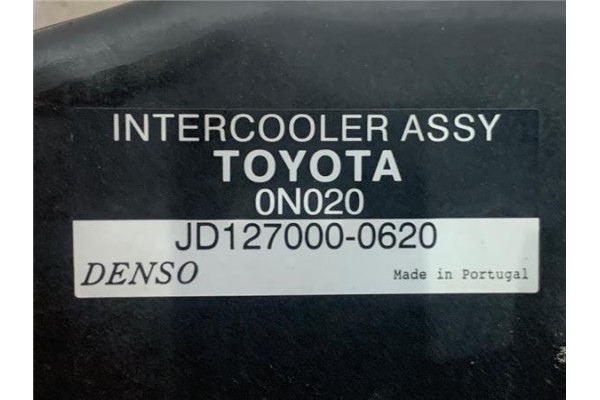 INTERCOOLER ASSY
TOYOTA
0N020
JD127000-0620
DENSO Made in Portugal